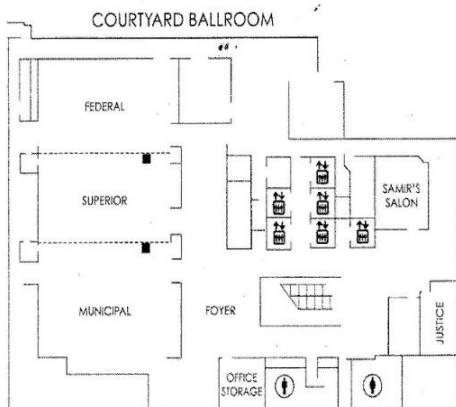 COURTYARD BALLROOM
FEDERAL
SUPERIOR
SAMIR'S
SALON
MUNICIPAL
FOYER
JUSTICE
OFFICE
STORAGE